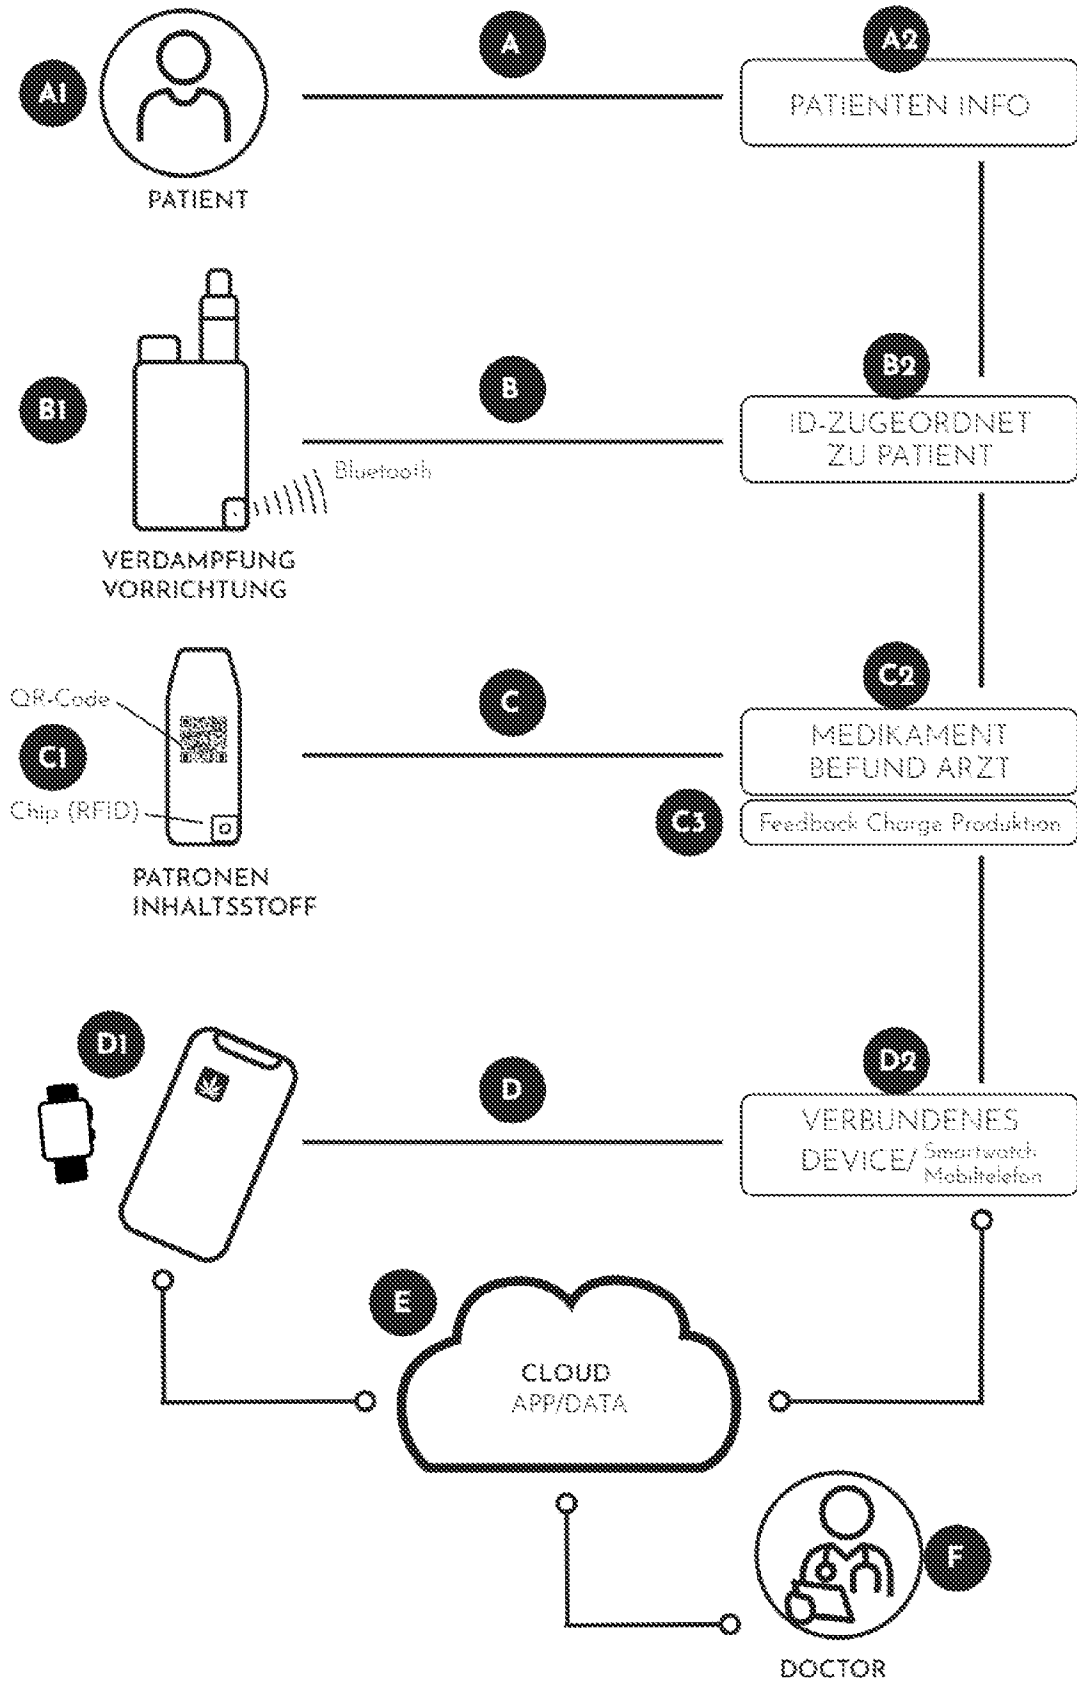 A
A2
A1
PATIENTEN INFO
PATIENT
B
B2
B1
ID-ZUGEORDNET
ZU PATIENT
Bluetooth
VERDAMPFUNG
VORRICHTUNG
C
C2
QR-Code
C1
MEDIKAMENT
BEFUND ARZT
Chip (RFID)
C3
Feedback Charge Produktion
PATRONEN
INHALTSSTOFF
D1
D
D2
VERBUNDENES
DEVICE/ Smartwatch
Mobiltelefon
E
CLOUD
APP/DATA
F
DOCTOR